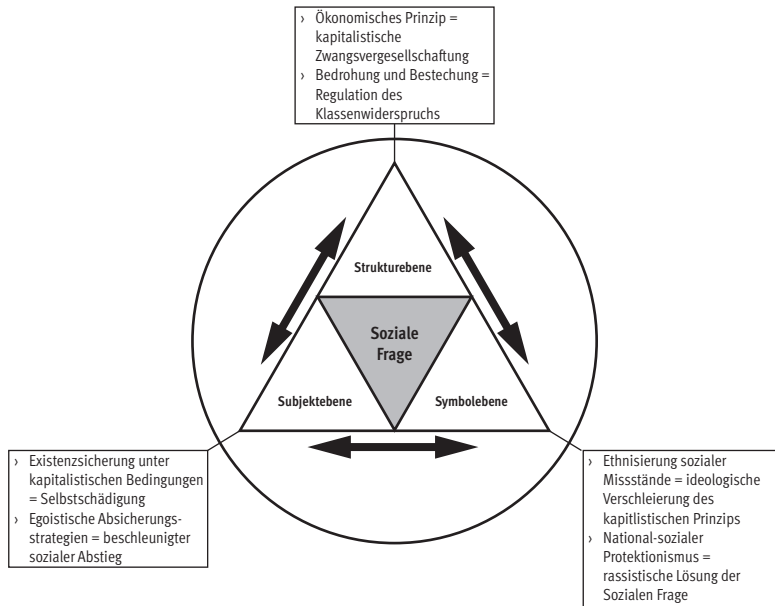 › Ökonomisches Prinzip =
kapitalistische
Zwangsvergesellschaftung
› Bedrohung und Bestechung =
Regulation des
Klassenwiderspruchs
Strukturebene
Soziale
Frage
Subjektebene
Symbolebene
› Existenzsicherung unter
kapitalistischen Bedingungen
= Selbstschädigung
› Egoistische Absicherungs-
strategien = beschleunigter
sozialer Abstieg
› Ethnisierung sozialer
Missstände = ideologische
Verschleierung des
kapitlistischen Prinzips
› National-sozialer
Protektionismus =
rassistische Lösung der
Sozialen Frage